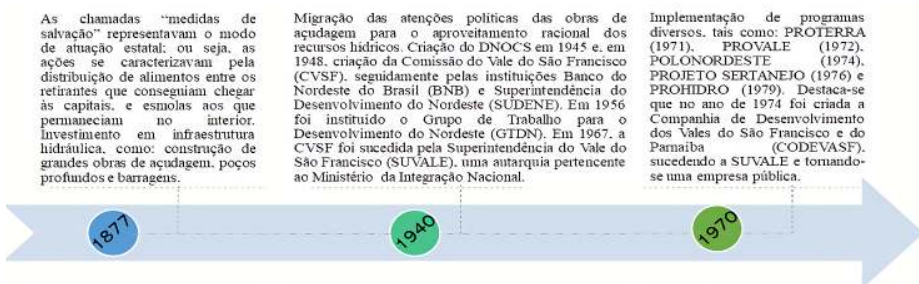 As chamadas “medidas de
salvação” representavam o modo
de atuação estatal; ou seja, as
ações se caracterizavam pela
distribuição de alimentos entre os
retirantes que conseguiam chegar
às capitais, e esmolas aos que
permaneciam no interior.
Investimento em infraestrutura
hidráulica, como: construção de
grandes obras de açudagem, poços
profundos e barragens.
Migração das atenções políticas das obras de
açudagem para o aproveitamento racional dos
recursos hídricos. Criação do DNOCS em 1945 e, em
1948, criação da Comissão do Vale do São Francisco
(CVSF), seguidamente pelas instituições Banco do
Nordeste do Brasil (BNB) e Superintendência do
Desenvolvimento do Nordeste (SUDENE). Em 1956
foi instituído o Grupo de Trabalho para o
Desenvolvimento do Nordeste (GTDN). Em 1967, a
CVSF foi sucedida pela Superintendência do Vale do
São Francisco (SUVALE), uma autarquia pertencente
ao Ministério da Integração Nacional.
Implementação de programas
diversos, tais como: PROTERRA
(1971), PROVALE (1972),
POLONORDESTE (1974),
PROJETO SERTANEJO (1976) e
PROHIDRO (1979). Destaca-se
que no ano de 1974 foi criada a
Companhia de Desenvolvimento
dos Vales do São Francisco e do
Parnaíba (CODEVASF),
sucedendo a SUVALE e tornando-
se uma empresa pública.
1877
1940
1970